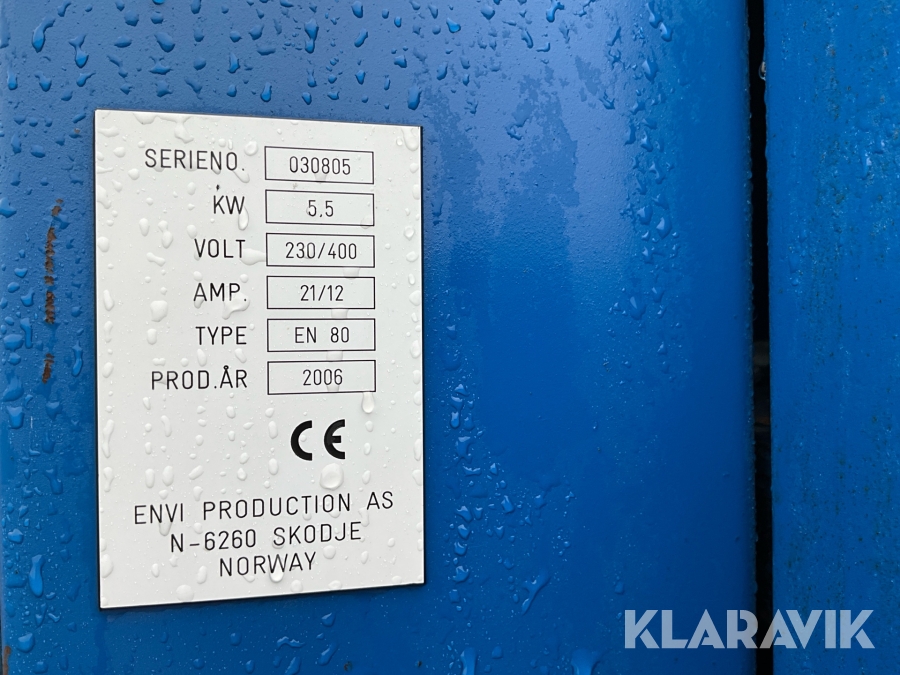 KLARAVIK
SERIENO. 030805
KW 5.5
VOLT 230/400
AMP. 21/12
TYPE EN 80
PROD.ÅR 2006
CE
ENVI PRODUCTION AS
N-6260 SKODJE
NORWAY
KLARAVIK